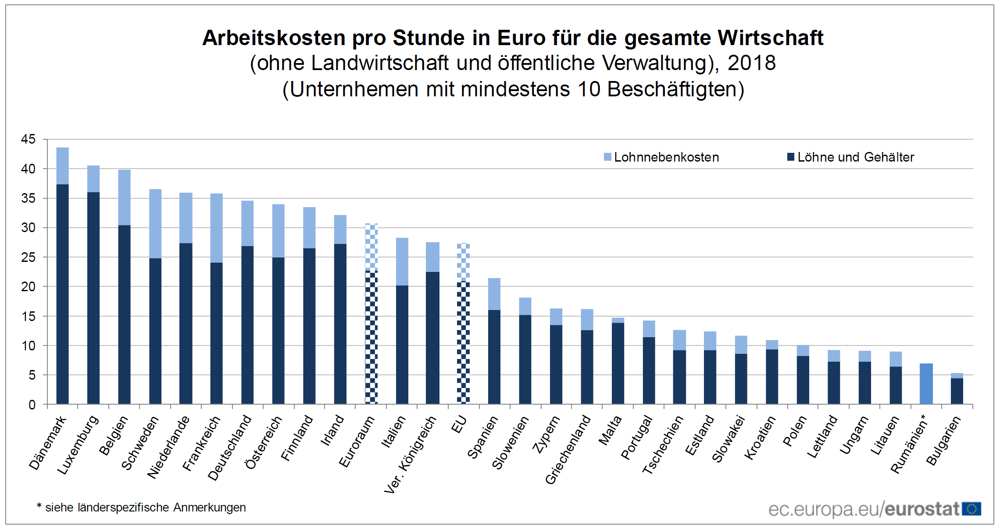 Arbeitskosten pro Stunde in Euro für die gesamte Wirtschaft
(ohne Landwirtschaft und öffentliche Verwaltung), 2018
(Unternhemen mit mindestens 10 Beschäftigten)
Lohnnebenkosten
Löhne und Gehälter
45
40
35
30
25
20
15
10
5
0
Dänemark
Luxemburg
Belgien
Schweden
Niederlande
Frankreich
Deutschland
Österreich
Finnland
Irland
Euroraum
Italien
Ver. Königreich
EU
Spanien
Slowenien
Zypern
Griechenland
Malta
Portugal
Tschechien
Estland
Slowakei
Kroatien
Polen
Lettland
Ungarn
Litauen
Rumänien*
Bulgarien
* siehe länderspezifische Anmerkungen
ec.europa.eu/eurostat